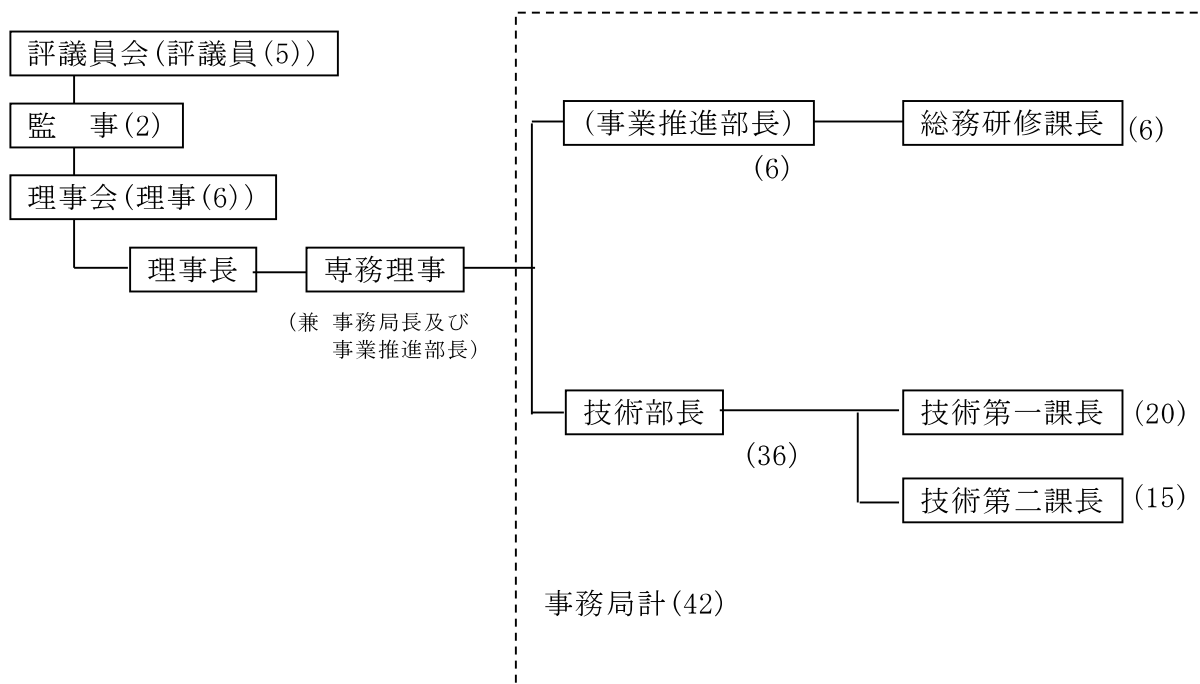 評議員会(評議員(5))
監　事(2)
理事会(理事(6))
理事長
専務理事
(兼 事務局長及び
事業推進部長)
(事業推進部長)
(6)
総務研修課長
(6)
技術部長
(36)
技術第一課長
(20)
技術第二課長
(15)
事務局計(42)